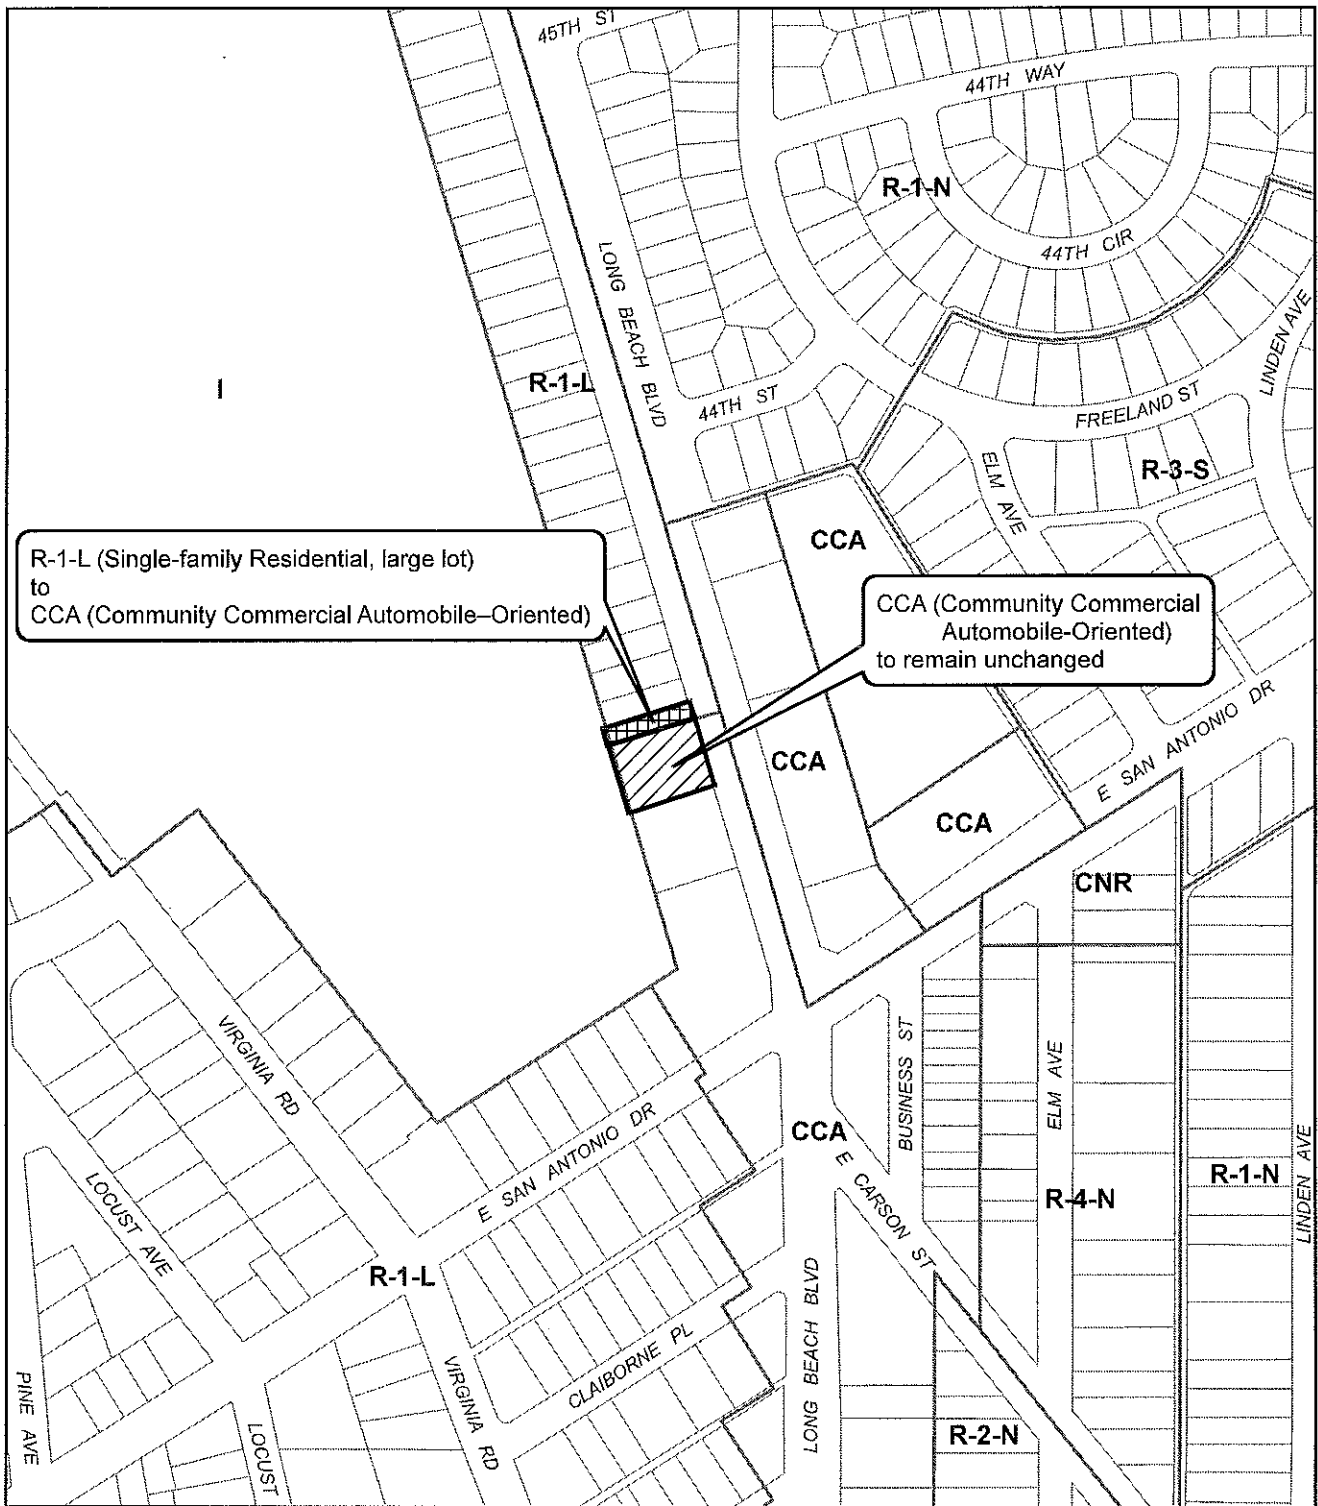 45TH ST
44TH WAY
R-1-N
44TH CIR
LONG BEACH BLVD
LINDEN AVE
I
R-1-L
44TH ST
FREELAND ST
ELM AVE
R-3-S
CCA
R-1-L (Single-family Residential, large lot)
to
CCA (Community Commercial Automobile–Oriented)
CCA (Community Commercial
Automobile-Oriented)
to remain unchanged
E SAN ANTONIO DR
CCA
CCA
CNR
VIRGINIA RD
BUSINESS ST
ELM AVE
E SAN ANTONIO DR
CCA
LOCUST AVE
E CARSON ST
R-4-N
R-1-N
LINDEN AVE
R-1-L
LONG BEACH BLVD
CLAIBORNE PL
PINE AVE
VIRGINIA RD
LOCUST
R-2-N